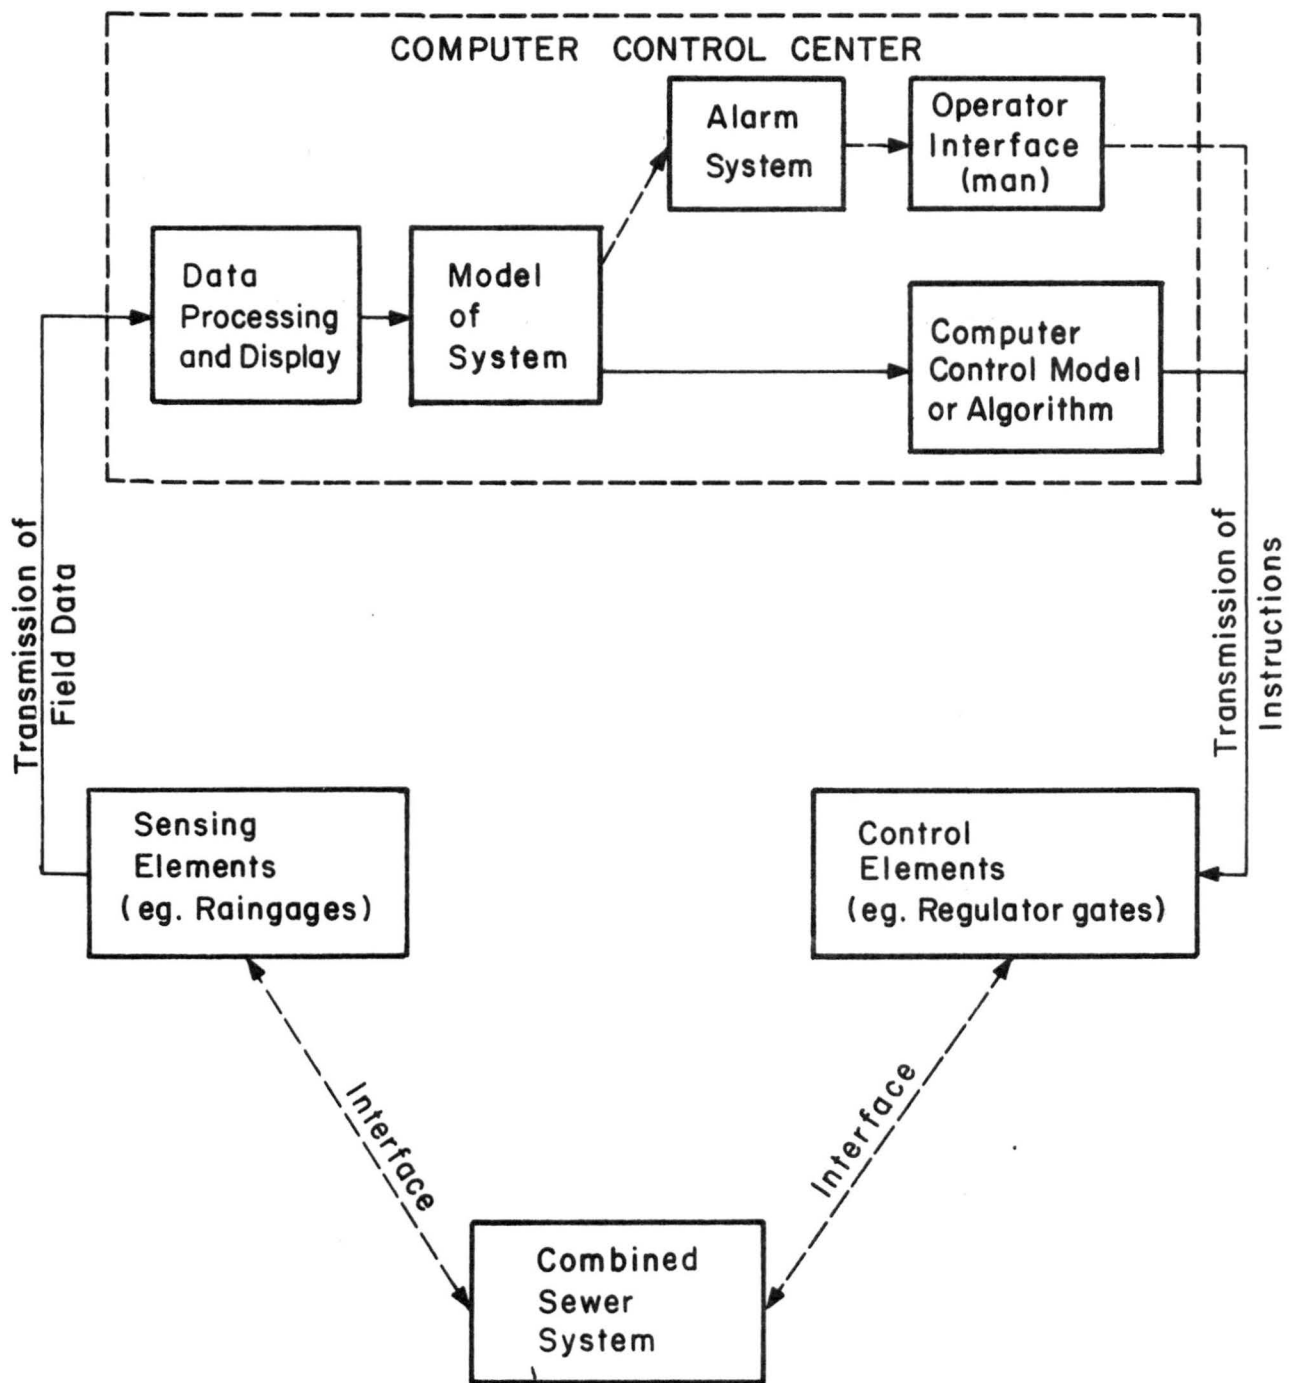 COMPUTER CONTROL CENTER
Alarm
System
Operator
Interface
(man)
Data
Processing
and Display
Model
of
System
Computer
Control Model
or Algorithm
Transmission of
Field Data
Transmission of
Instructions
Sensing
Elements
(eg. Raingages)
Control
Elements
(eg. Regulator gates)
Interface
Interface
Combined
Sewer
System